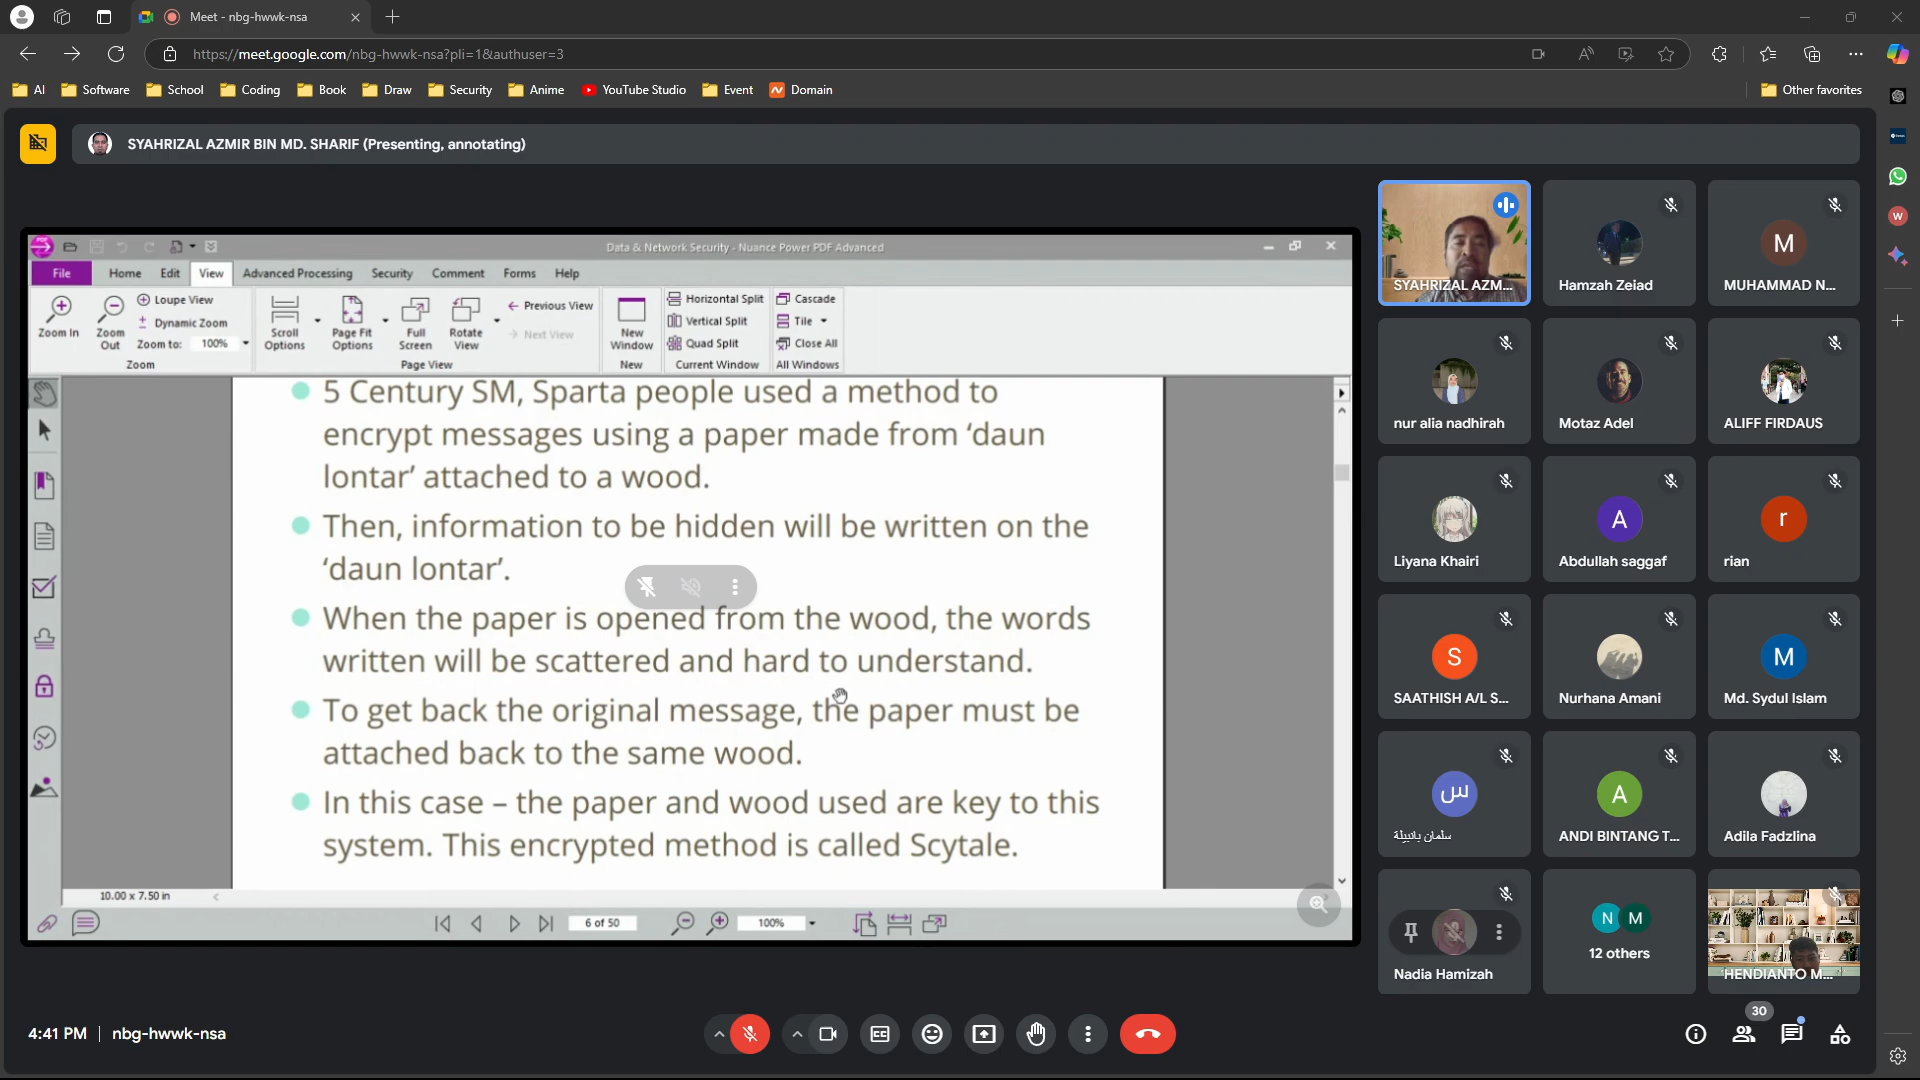 Meet - nbg-hwwk-nsa
https://meet.google.com/nbg-hwwk-nsa?pli=1&authuser=3
AI Software School Coding Book Draw Security Anime YouTube Studio Event Domain Other favorites
SYAHRIZAL AZMIR BIN MD. SHARIF (Presenting, annotating)
Data & Network Security - Nuance Power PDF Advanced
File Home Edit View Advanced Processing Security Comment Forms Help
Zoom In
Zoom Out
Loupe View
Dynamic Zoom
Zoom to: 100%
Zoom
Scroll Options
Page Fit Options
Full Screen
Rotate View
Previous View
Next View
Page View
New Window
New
Horizontal Split
Vertical Split
Quad Split
Current Window
Cascade
Tile
Close All
All Windows
5 Century SM, Sparta people used a method to
encrypt messages using a paper made from ‘daun
lontar’ attached to a wood.
Then, information to be hidden will be written on the
‘daun lontar’.
When the paper is opened from the wood, the words
written will be scattered and hard to understand.
To get back the original message, the paper must be
attached back to the same wood.
In this case – the paper and wood used are key to this
system. This encrypted method is called Scytale.
10.00 x 7.50 in
6 of 50
100%
SYAHRIZAL AZM...
Hamzah Zeiad
M
MUHAMMAD N...
nur alia nadhirah
Motaz Adel
ALIFF FIRDAUS
Liyana Khairi
A
Abdullah saggaf
r
rian
S
SAATHISH A/L S...
Nurhana Amani
M
Md. Sydul Islam
س
A
ANDI BINTANG T...
Adila Fadzlina
Nadia Hamizah
N M
12 others
HENDIANTO M...
4:41 PM | nbg-hwwk-nsa
30
W